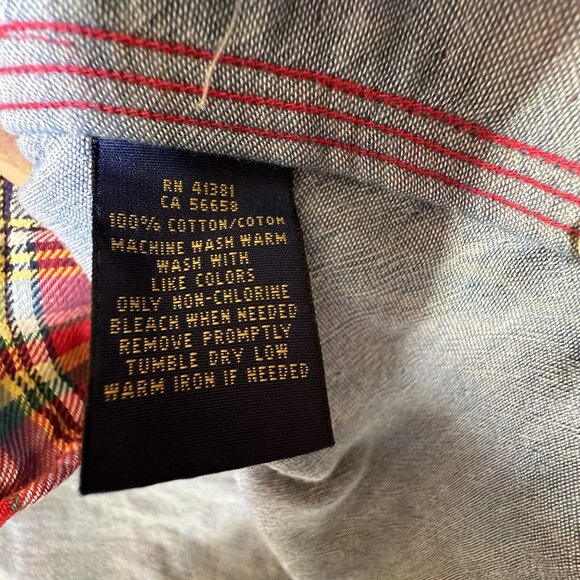 RN 41381
CA 56658
100% COTTON/COTON
MACHINE WASH WARM
WASH WITH
LIKE COLORS
ONLY NON-CHLORINE
BLEACH WHEN NEEDED
REMOVE PROMPTLY
TUMBLE DRY LOW
WARM IRON IF NEEDED